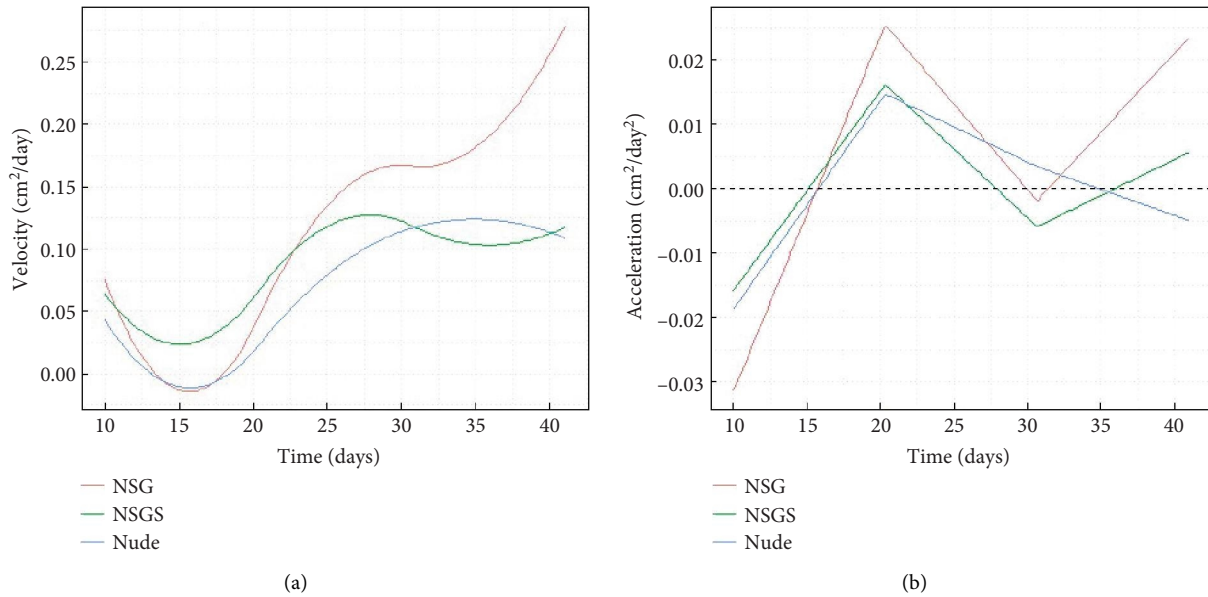 0.25
0.20
0.15
0.10
0.05
0.00
Velocity (cm²/day)
10 15 20 25 30 35 40
Time (days)
NSG
NSGS
Nude
(a)
0.02
0.01
0.00
−0.01
−0.02
−0.03
Acceleration (cm²/day²)
10 15 20 25 30 35 40
Time (days)
NSG
NSGS
Nude
(b)